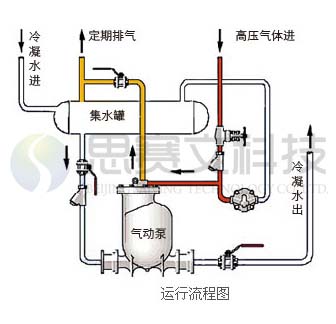 冷凝水进
定期排气
高压气体进
集水罐
思赛文科技
气动泵
冷凝水出
运行流程图